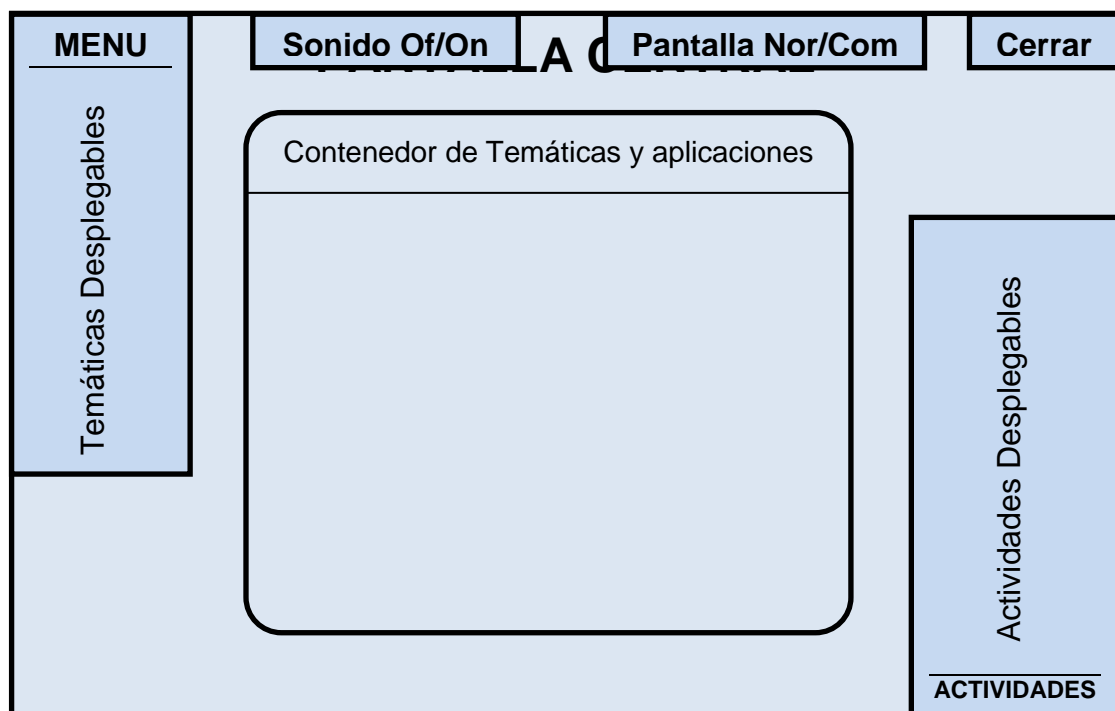 MENU
Sonido Of/On
Pantalla Nor/Com
Cerrar
Temáticas Desplegables
Contenedor de Temáticas y aplicaciones
Actividades Desplegables
ACTIVIDADES